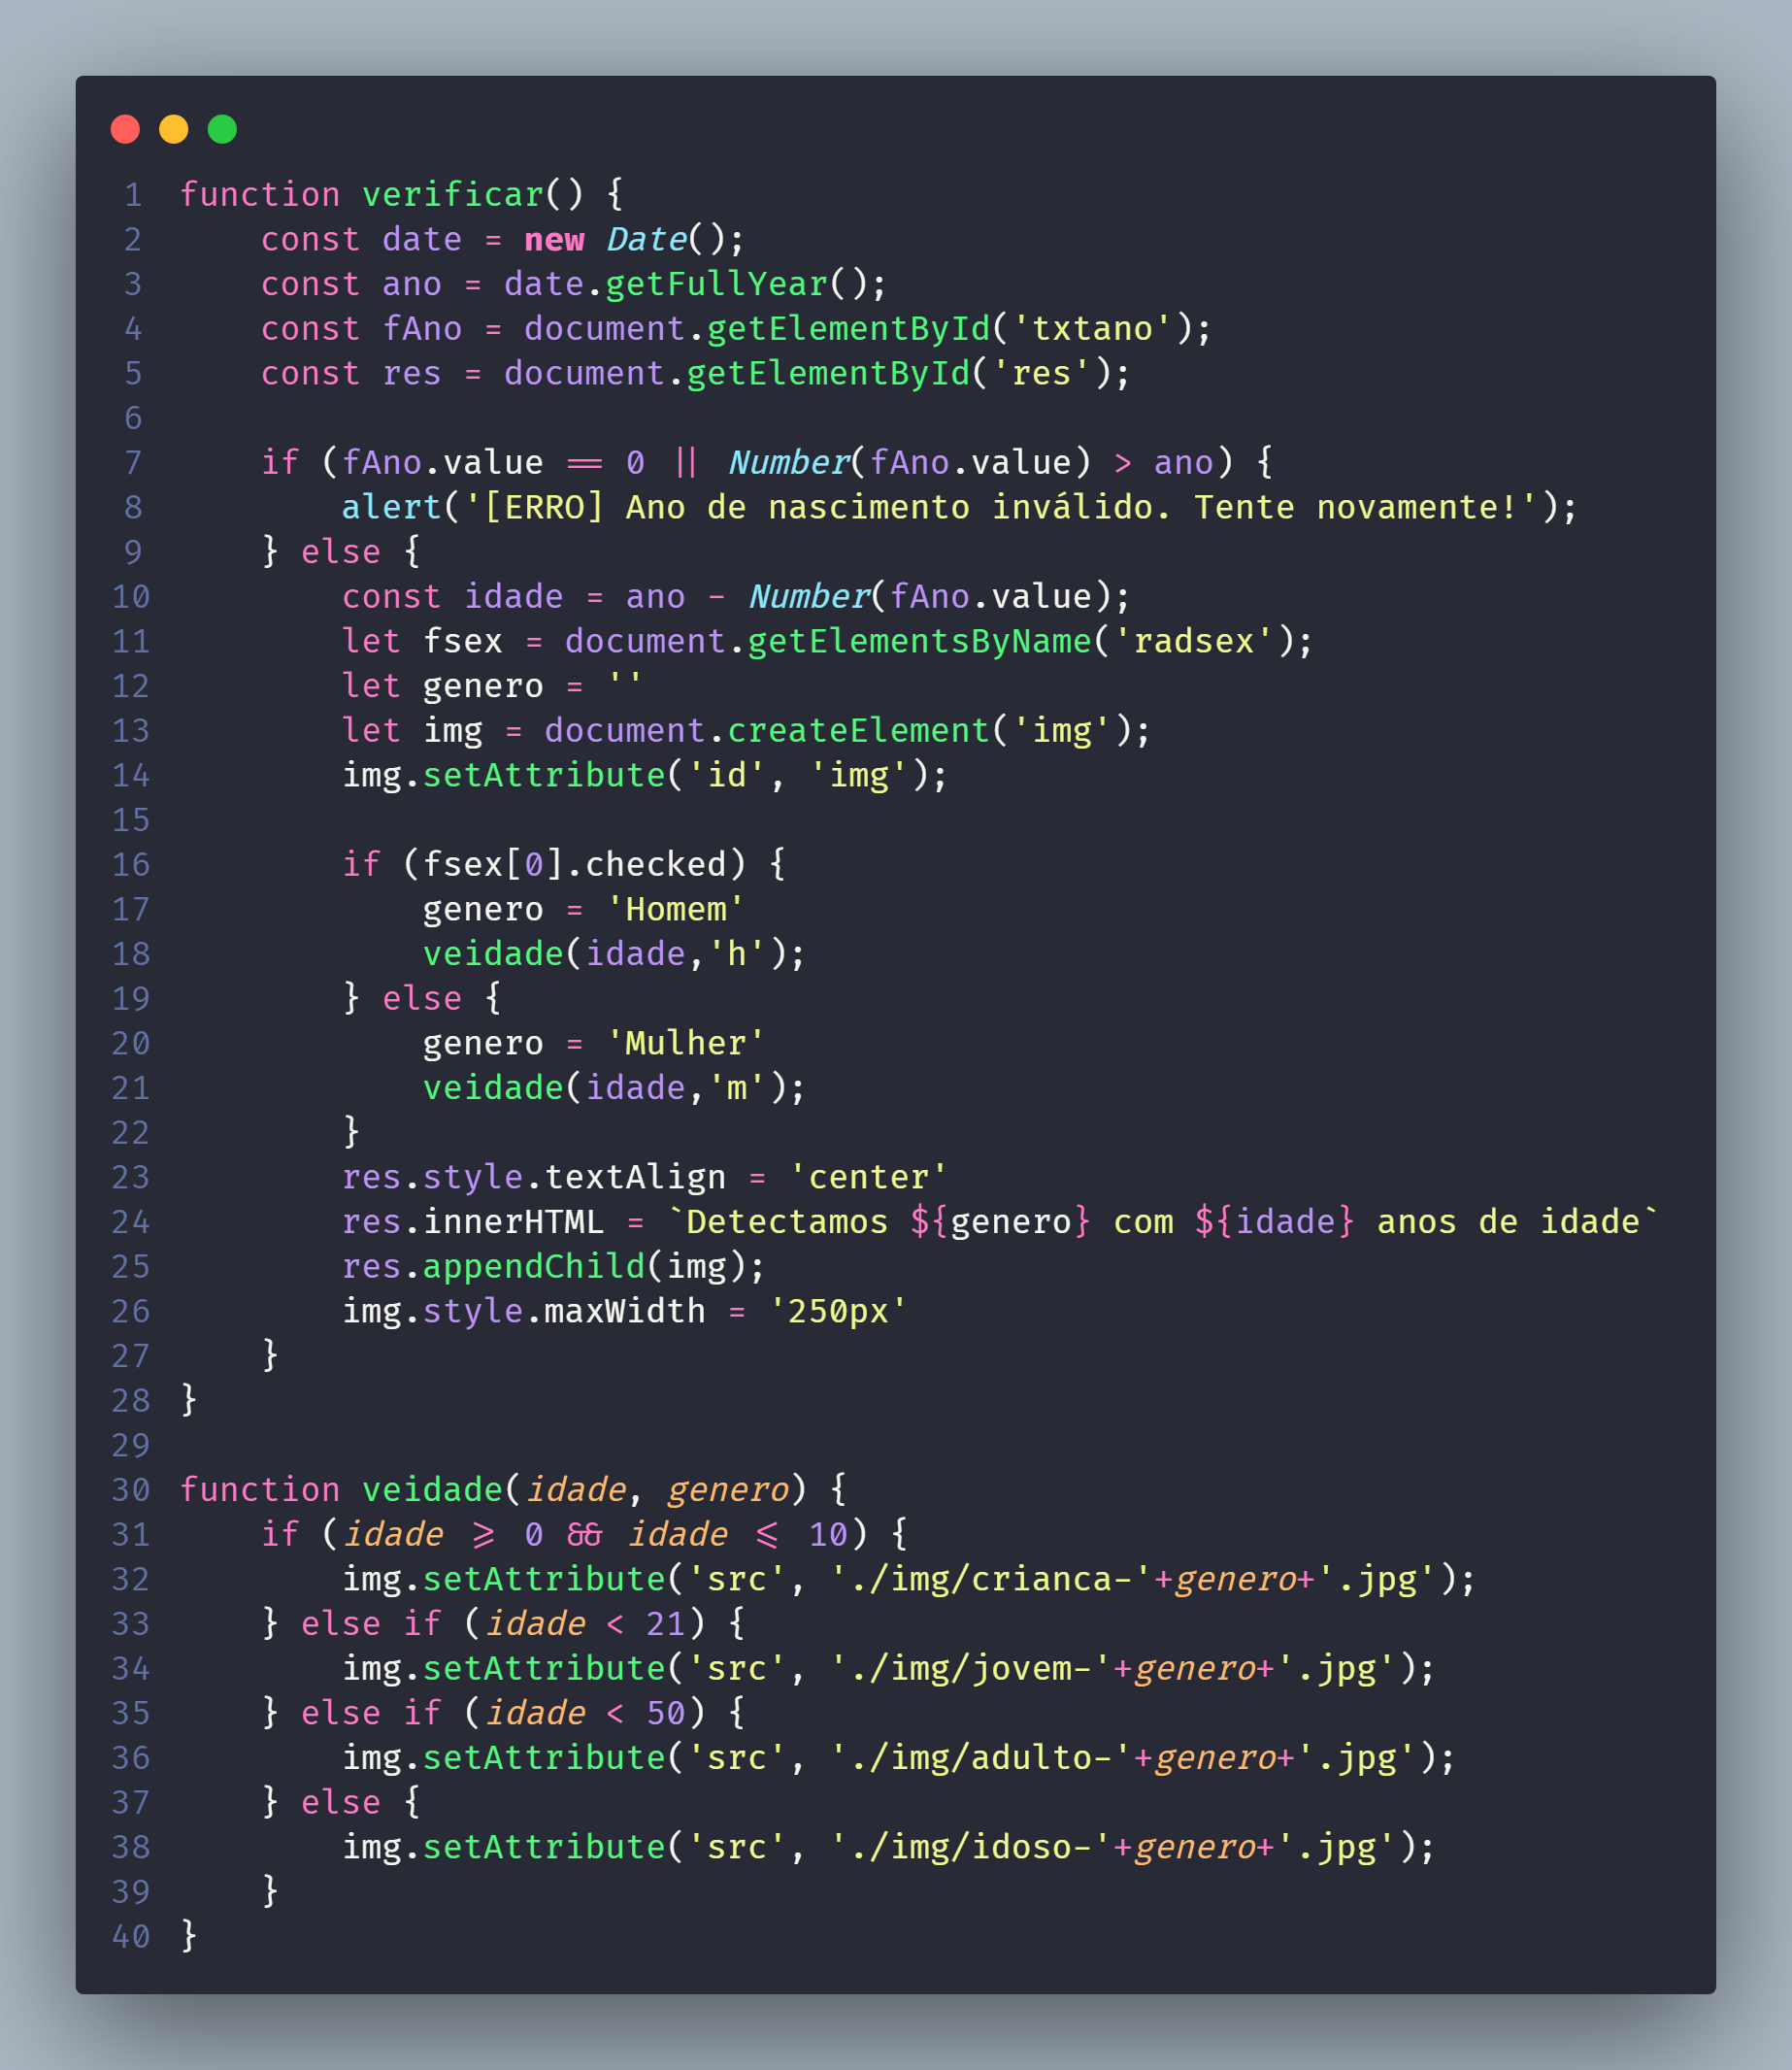 1 function verificar() {
2     const date = new Date();
3     const ano = date.getFullYear();
4     const fAno = document.getElementById('txtano');
5     const res = document.getElementById('res');
6
7     if (fAno.value == 0 || Number(fAno.value) > ano) {
8         alert('[ERRO] Ano de nascimento inválido. Tente novamente!');
9     } else {
10         const idade = ano - Number(fAno.value);
11         let fsex = document.getElementsByName('radsex');
12         let genero = ''
13         let img = document.createElement('img');
14         img.setAttribute('id', 'img');
15
16         if (fsex[0].checked) {
17             genero = 'Homem'
18             veidade(idade,'h');
19         } else {
20             genero = 'Mulher'
21             veidade(idade,'m');
22         }
23         res.style.textAlign = 'center'
24         res.innerHTML = `Detectamos ${genero} com ${idade} anos de idade`
25         res.appendChild(img);
26         img.style.maxWidth = '250px'
27     }
28 }
29
30 function veidade(idade, genero) {
31     if (idade >= 0 && idade <= 10) {
32         img.setAttribute('src', './img/crianca-'+genero+'.jpg');
33     } else if (idade < 21) {
34         img.setAttribute('src', './img/jovem-'+genero+'.jpg');
35     } else if (idade < 50) {
36         img.setAttribute('src', './img/adulto-'+genero+'.jpg');
37     } else {
38         img.setAttribute('src', './img/idoso-'+genero+'.jpg');
39     }
40 }